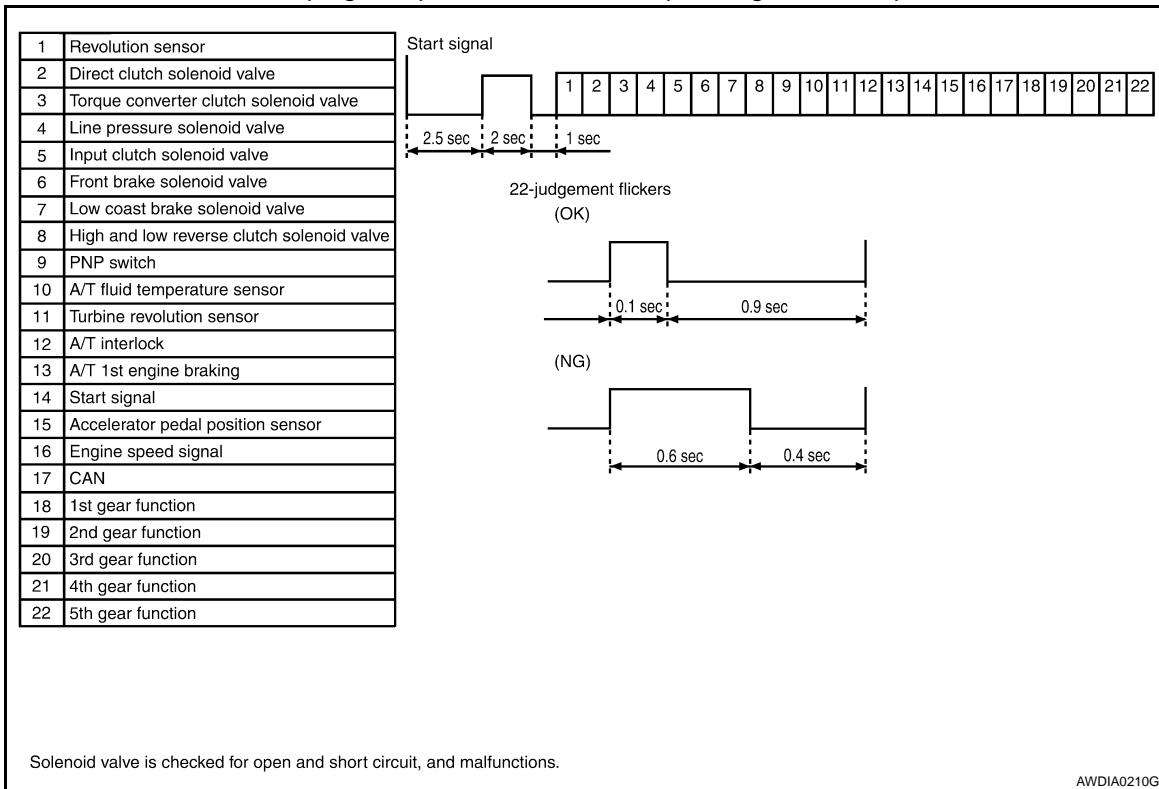 1 Revolution sensor
2 Direct clutch solenoid valve
3 Torque converter clutch solenoid valve
4 Line pressure solenoid valve
5 Input clutch solenoid valve
6 Front brake solenoid valve
7 Low coast brake solenoid valve
8 High and low reverse clutch solenoid valve
9 PNP switch
10 A/T fluid temperature sensor
11 Turbine revolution sensor
12 A/T interlock
13 A/T 1st engine braking
14 Start signal
15 Accelerator pedal position sensor
16 Engine speed signal
17 CAN
18 1st gear function
19 2nd gear function
20 3rd gear function
21 4th gear function
22 5th gear function
Start signal
1 2 3 4 5 6 7 8 9 10 11 12 13 14 15 16 17 18 19 20 21 22
2.5 sec 2 sec 1 sec
22-judgement flickers
(OK)
0.1 sec 0.9 sec
(NG)
0.6 sec 0.4 sec
Solenoid valve is checked for open and short circuit, and malfunctions.
AWDIA0210G